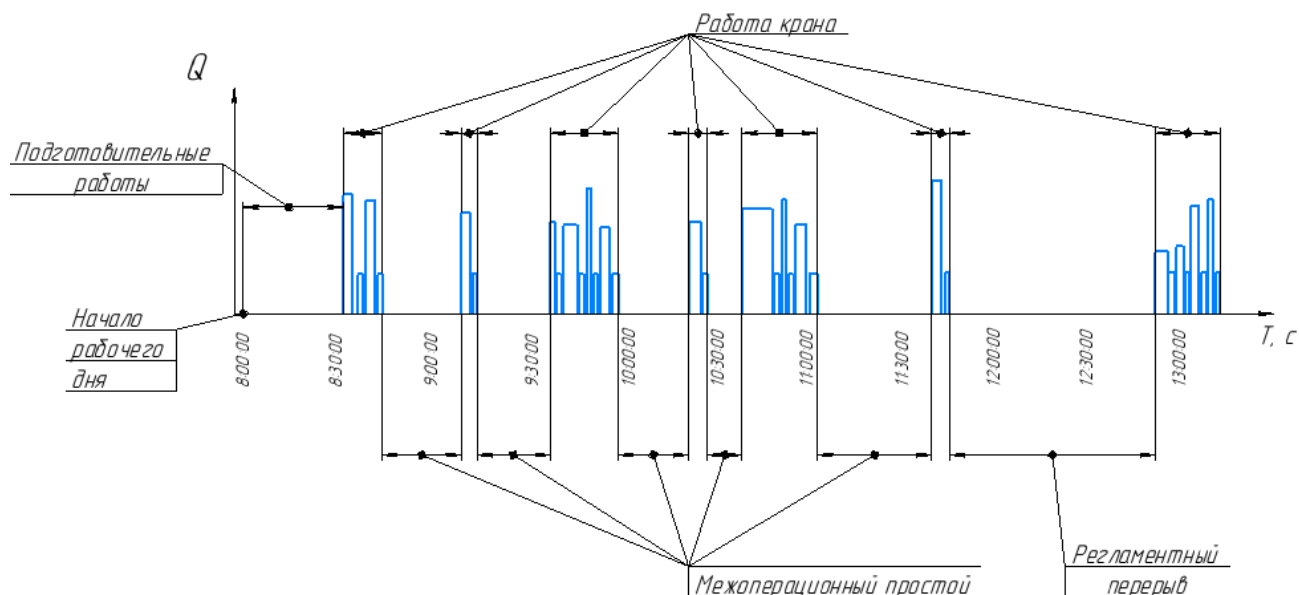 Работа крана
Q
Подготовительные
работы
Начало
рабочего
дня
8:00:00
8:30:00
9:00:00
9:30:00
10:00:00
10:30:00
11:00:00
11:30:00
12:00:00
12:30:00
13:00:00
T, с
Межоперационный простой
Регламентный
перерыв